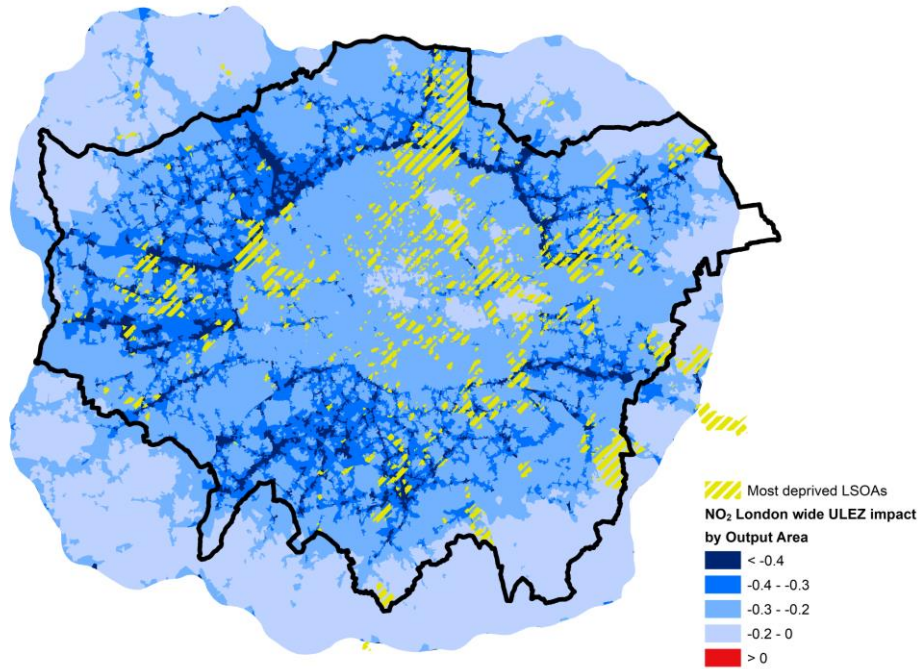 Most deprived LSOAs
NO₂ London wide ULEZ impact
by Output Area
< -0.4
-0.4 - -0.3
-0.3 - -0.2
-0.2 - 0
> 0